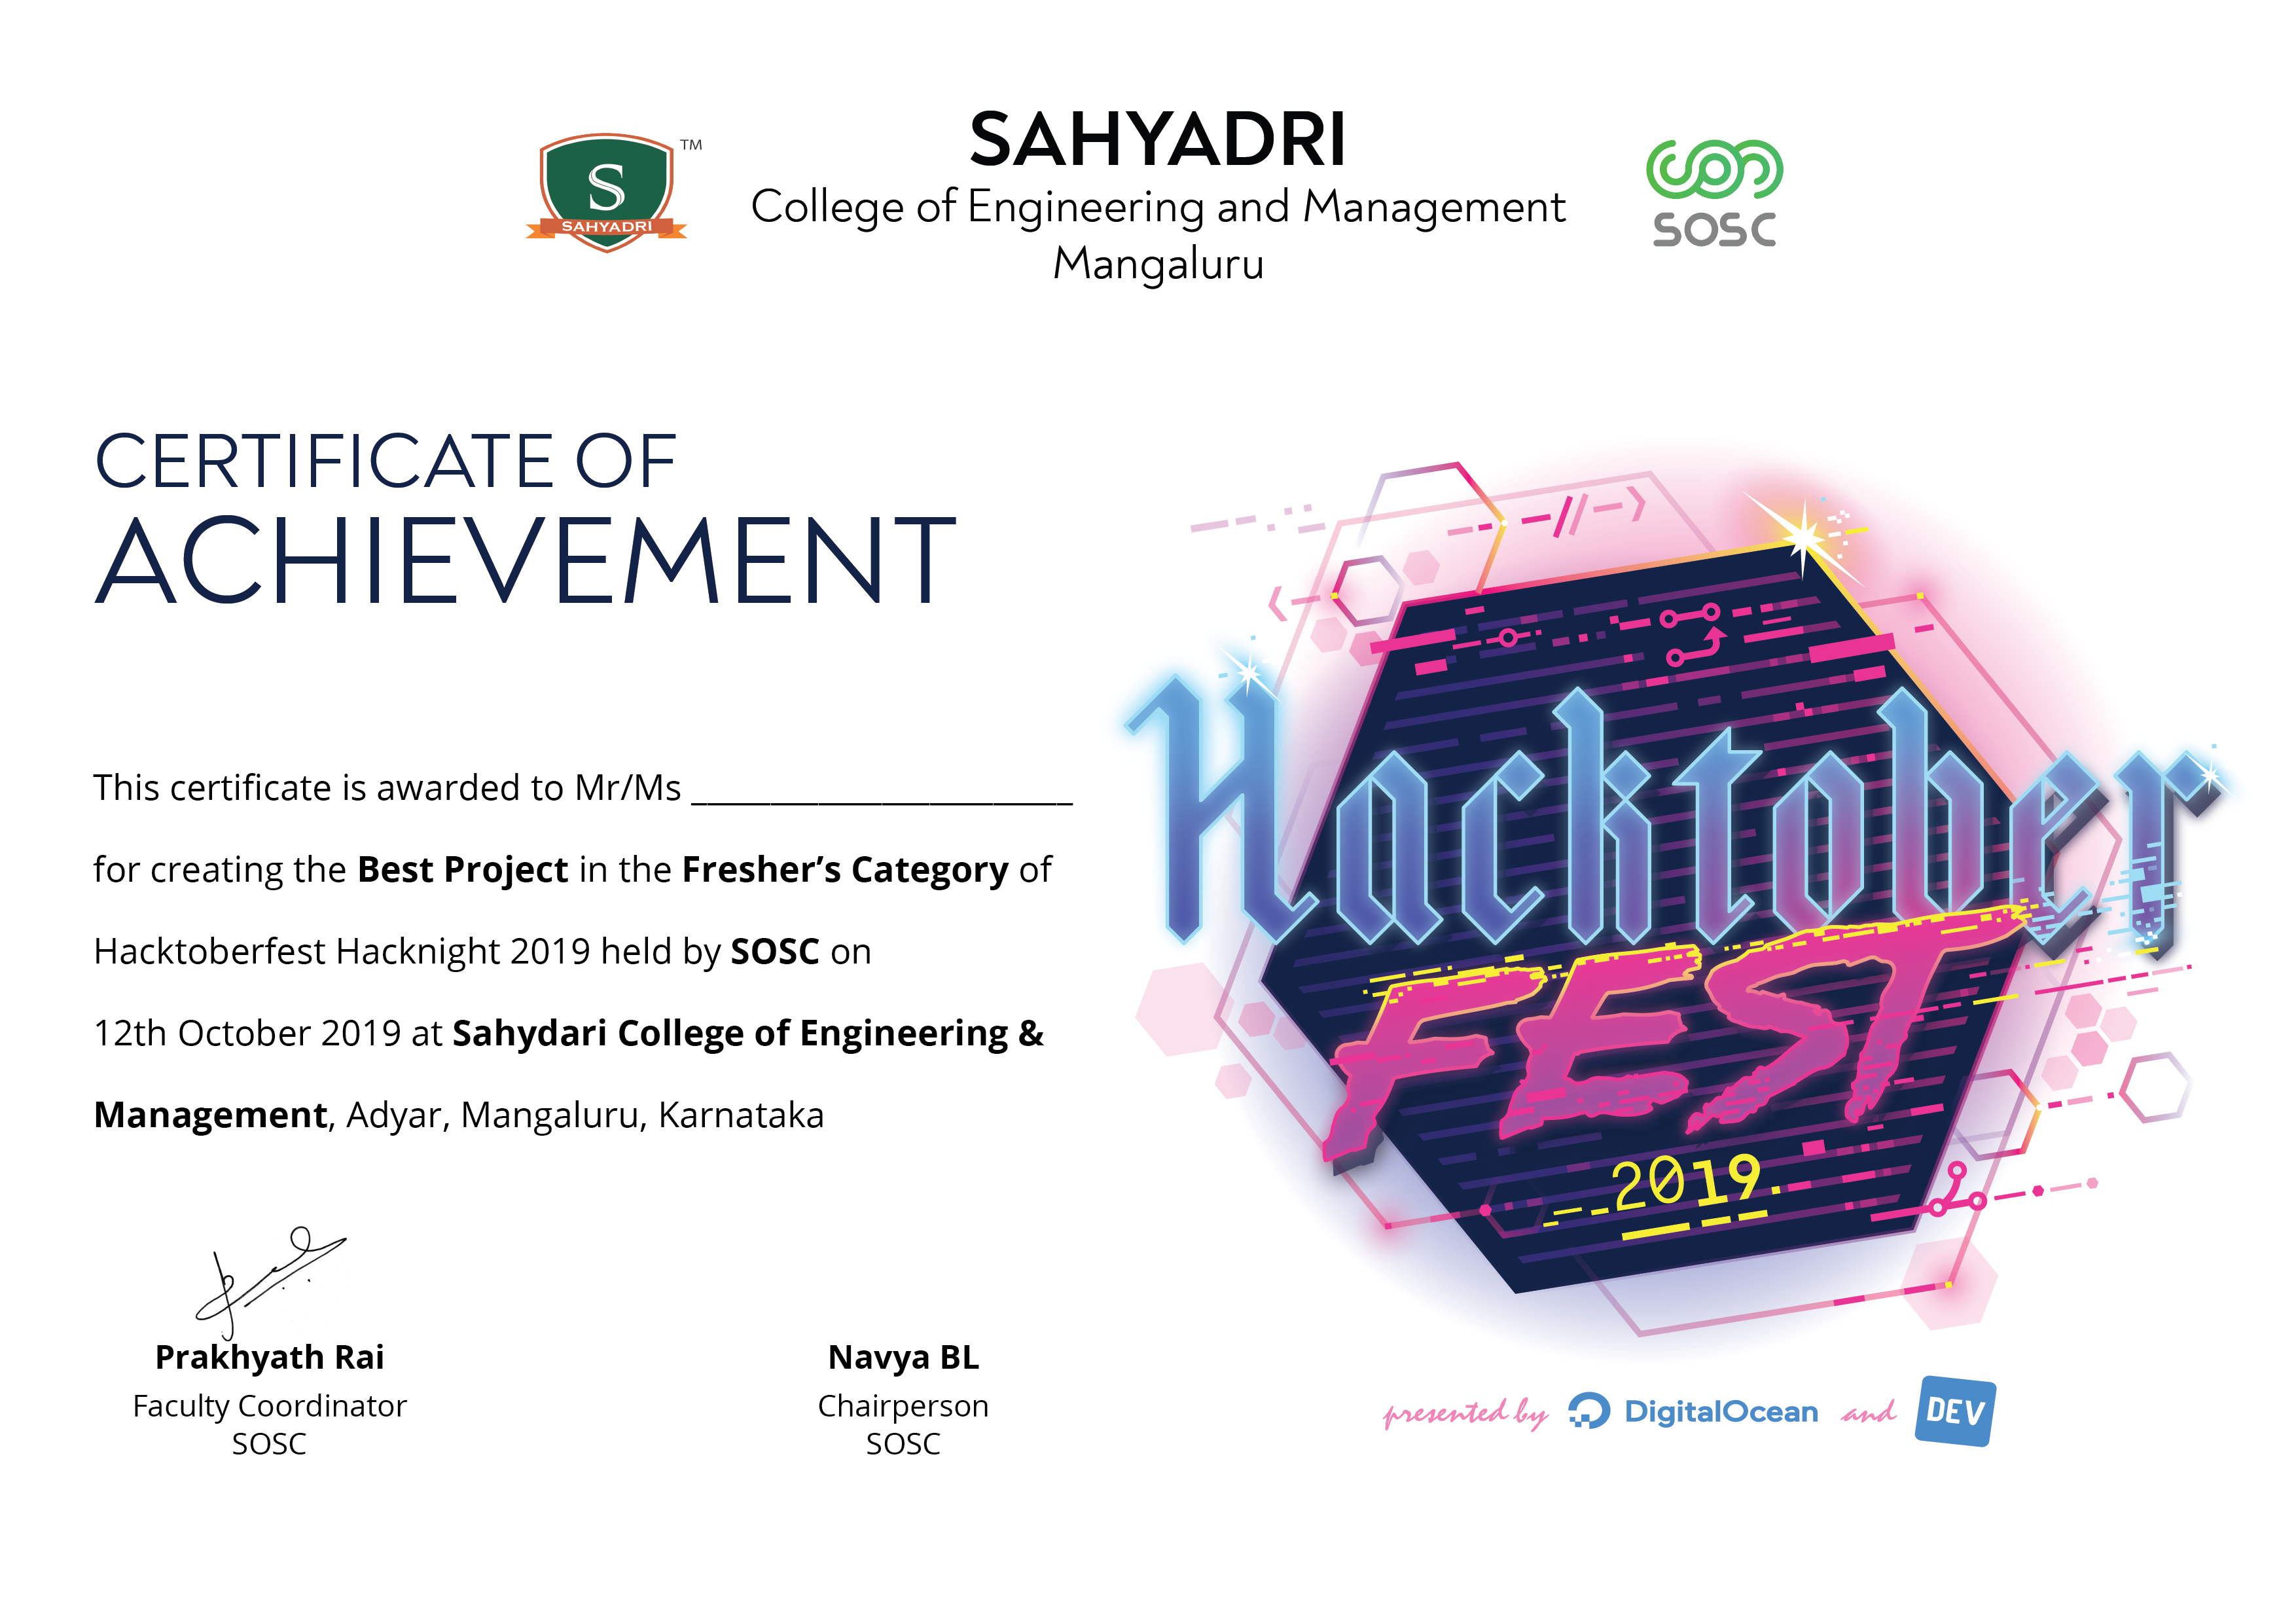 SAHYADRI
College of Engineering and Management
Mangaluru
S
SAHYADRI
TM
SOSC
CERTIFICATE OF
ACHIEVEMENT
This certificate is awarded to Mr/Ms ____________________
for creating the Best Project in the Fresher’s Category of
Hacktoberfest Hacknight 2019 held by SOSC on
12th October 2019 at Sahydari College of Engineering &
Management, Adyar, Mangaluru, Karnataka
Prakhyath Rai
Faculty Coordinator
SOSC
Navya BL
Chairperson
SOSC
Hacktober
FEST
2019
presented by DigitalOcean and DEV